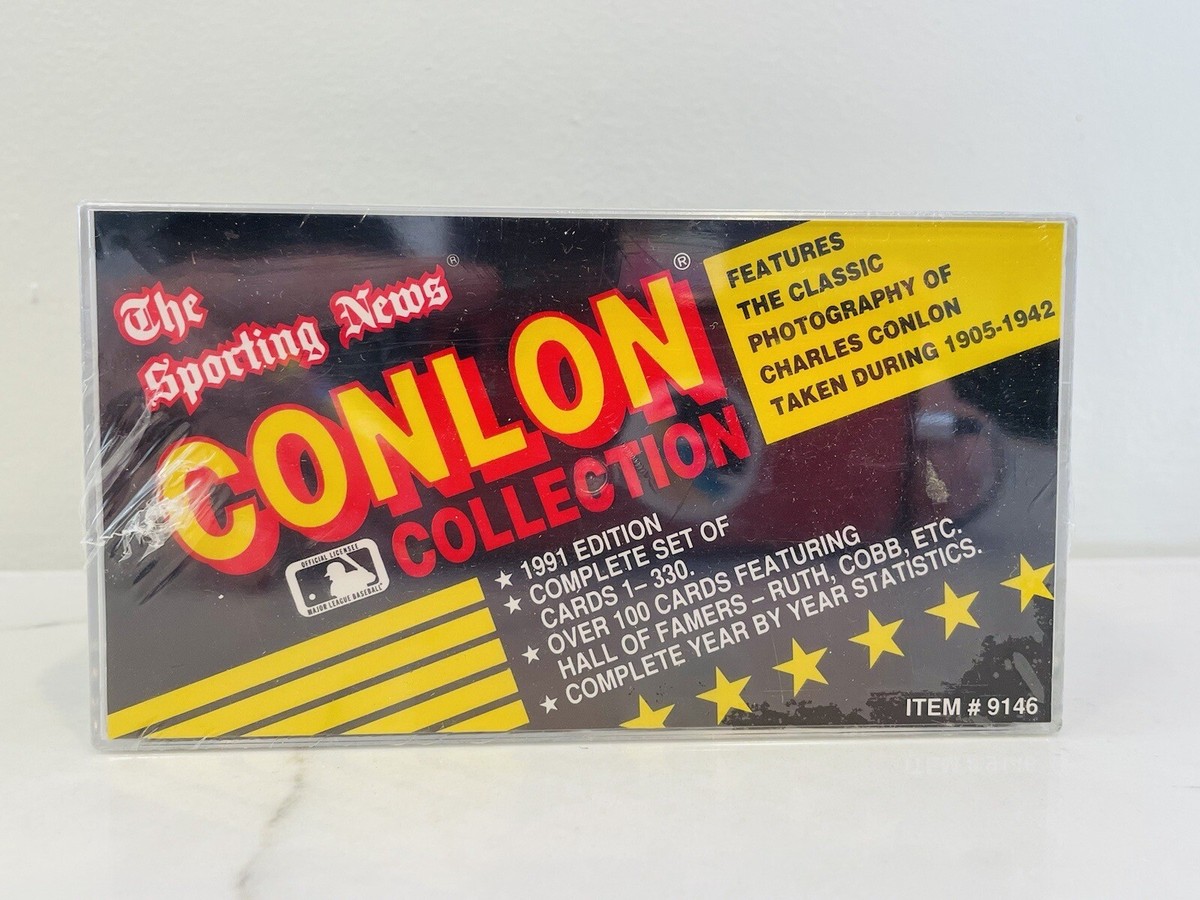 The
Sporting News®
CONLON®
COLLECTION
FEATURES
THE CLASSIC
PHOTOGRAPHY OF
CHARLES CONLON
TAKEN DURING 1905-1942
OFFICIAL LICENSEE
MAJOR LEAGUE BASEBALL
★ 1991 EDITION
★ COMPLETE SET OF
CARDS 1–330.
★ OVER 100 CARDS FEATURING
HALL OF FAMERS – RUTH, COBB, ETC.
★ COMPLETE YEAR BY YEAR STATISTICS.
ITEM # 9146